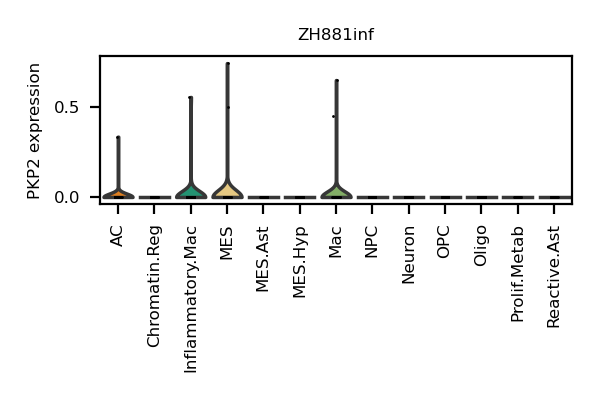 ZH881inf
PKP2 expression
0.5
0.0
AC
Chromatin.Reg
Inflammatory.Mac
MES
MES.Ast
MES.Hyp
Mac
NPC
Neuron
OPC
Oligo
Prolif.Metab
Reactive.Ast